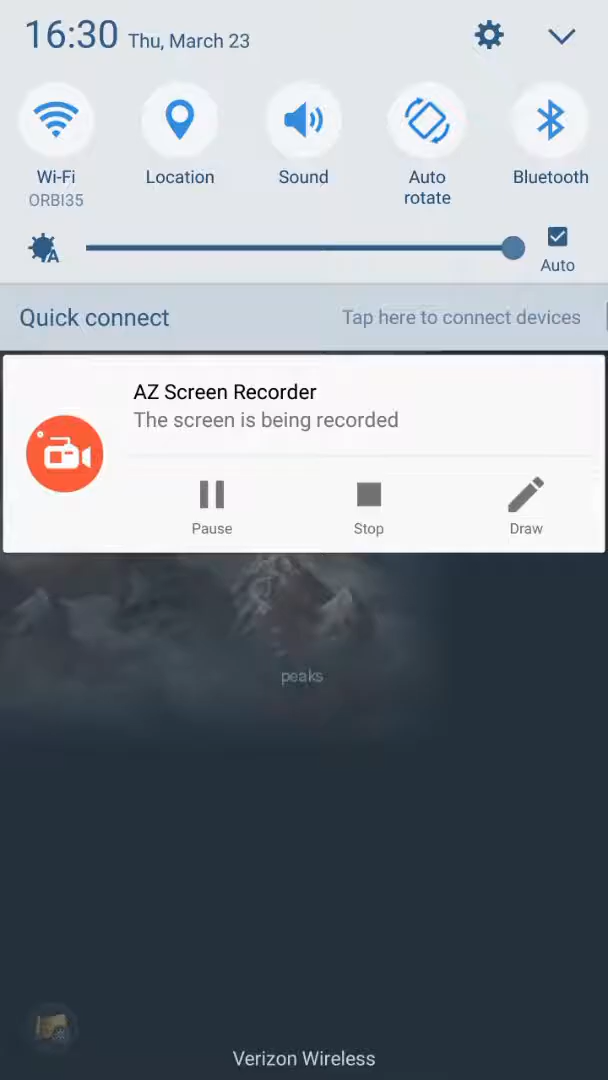 16:30 Thu, March 23
Wi-Fi
ORBI35
Location
Sound
Auto
rotate
Bluetooth
A
Auto
Quick connect
Tap here to connect devices
AZ Screen Recorder
The screen is being recorded
Pause
Stop
Draw
peaks
Verizon Wireless